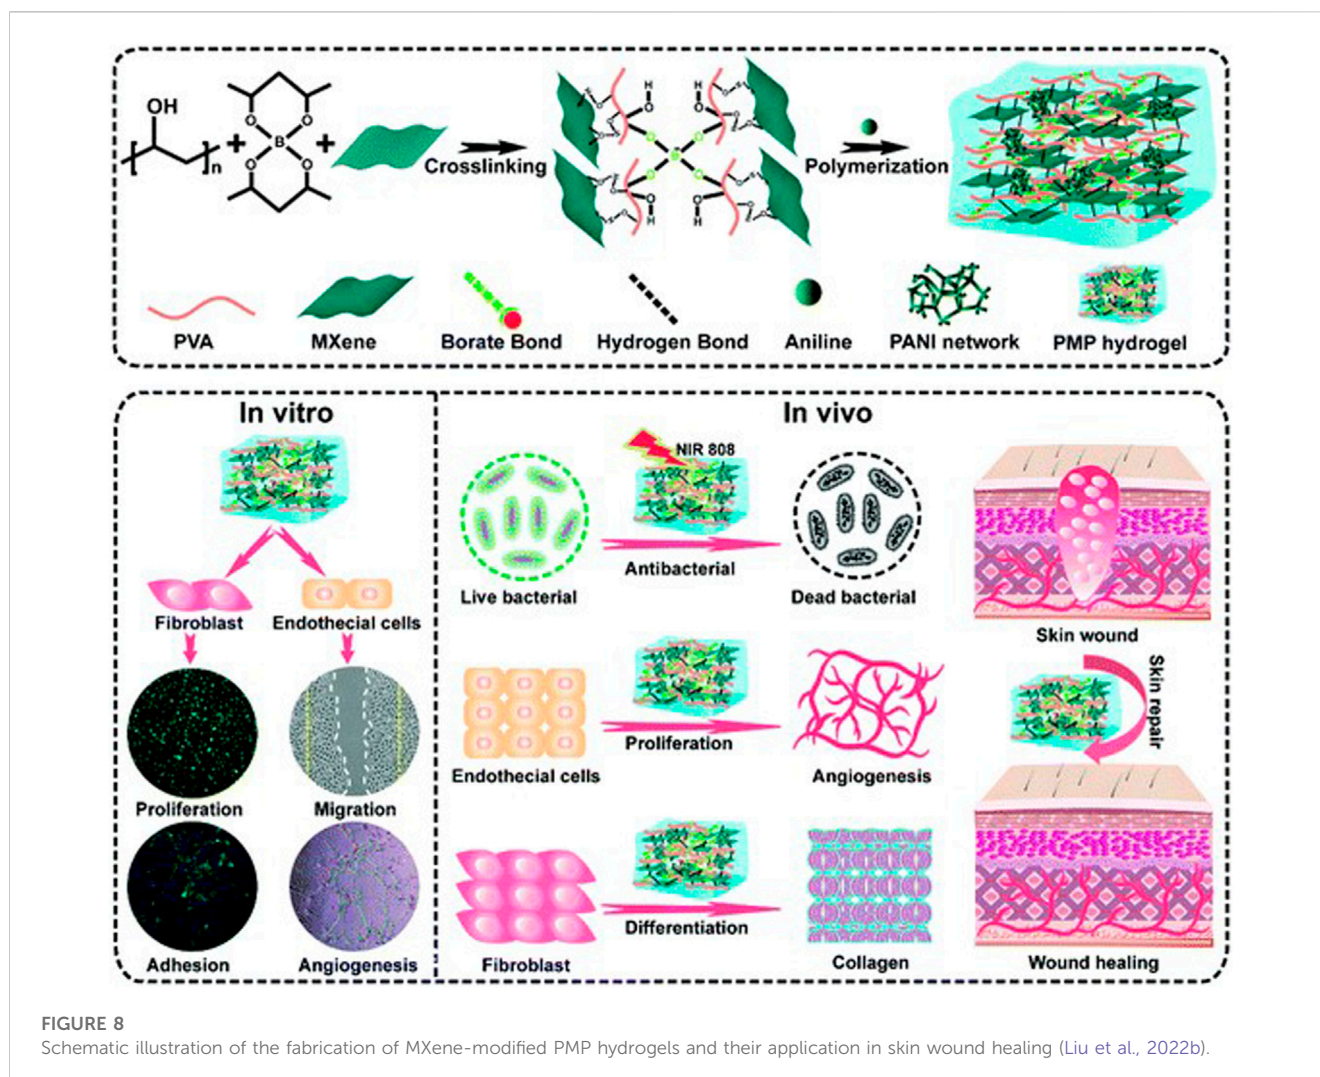 OH
n
+
B
O
O
O
O
+
Crosslinking
Polymerization
PVA
MXene
Borate Bond
Hydrogen Bond
Aniline
PANI network
PMP hydrogel
In vitro
Fibroblast
Endothecial cells
Proliferation
Migration
Adhesion
Angiogenesis
In vivo
Live bacterial
NIR 808
Antibacterial
Dead bacterial
Endothecial cells
Proliferation
Angiogenesis
Fibroblast
Differentiation
Collagen
Skin wound
Skin repair
Wound healing
FIGURE 8
Schematic illustration of the fabrication of MXene-modified PMP hydrogels and their application in skin wound healing (Liu et al., 2022b).